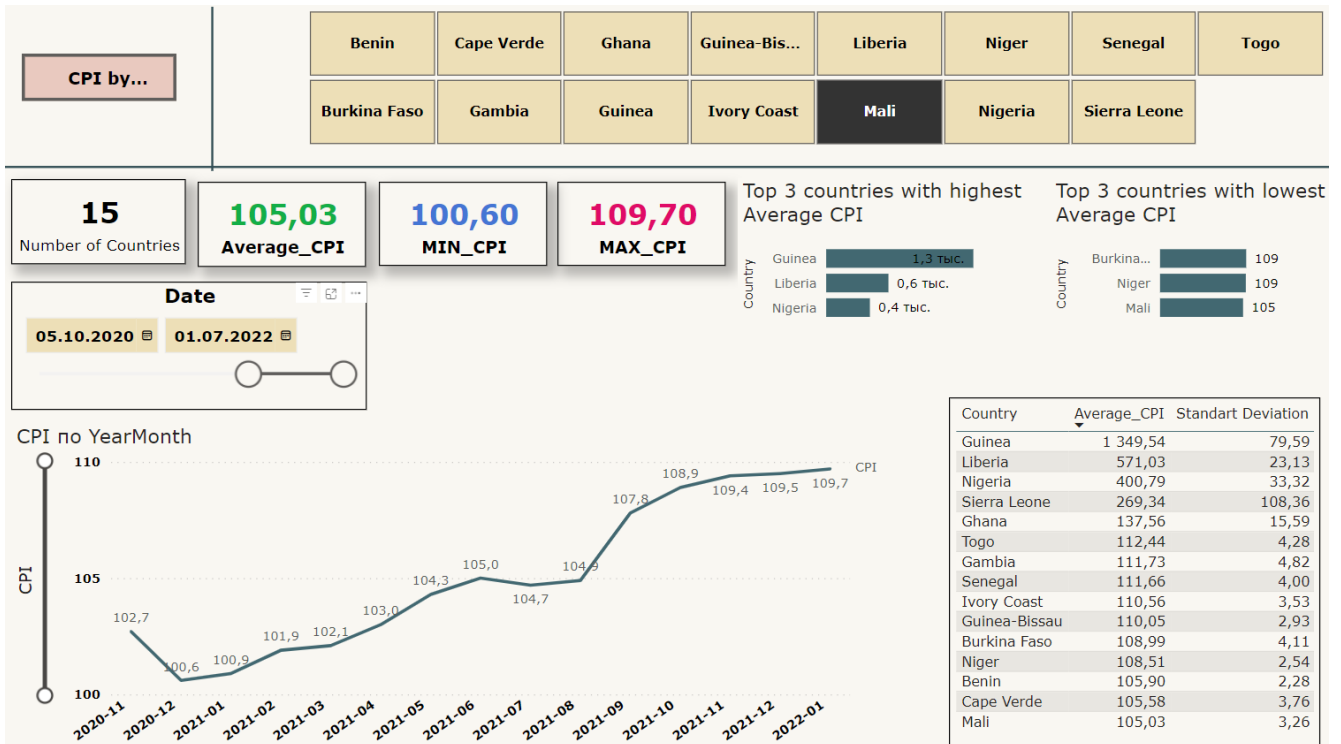 CPI by...
Benin
Cape Verde
Ghana
Guinea-Bis...
Liberia
Niger
Senegal
Togo
Burkina Faso
Gambia
Guinea
Ivory Coast
Mali
Nigeria
Sierra Leone
15
Number of Countries
105,03
Average_CPI
100,60
MIN_CPI
109,70
MAX_CPI
Top 3 countries with highest
Average CPI
Country
Guinea 1,3 тыс.
Liberia 0,6 тыс.
Nigeria 0,4 тыс.
Top 3 countries with lowest
Average CPI
Country
Burkina... 109
Niger 109
Mali 105
Date
05.10.2020 01.07.2022
CPI по YearMonth
CPI
110
105
100
102,7
100,6
100,9
101,9
102,1
103,0
104,3
105,0
104,7
104,9
107,8
108,9
109,4
109,5
109,7
CPI
2020-11
2020-12
2021-01
2021-02
2021-03
2021-04
2021-05
2021-06
2021-07
2021-08
2021-09
2021-10
2021-11
2021-12
2022-01
Country Average_CPI Standart Deviation
Guinea 1 349,54 79,59
Liberia 571,03 23,13
Nigeria 400,79 33,32
Sierra Leone 269,34 108,36
Ghana 137,56 15,59
Togo 112,44 4,28
Gambia 111,73 4,82
Senegal 111,66 4,00
Ivory Coast 110,56 3,53
Guinea-Bissau 110,05 2,93
Burkina Faso 108,99 4,11
Niger 108,51 2,54
Benin 105,90 2,28
Cape Verde 105,58 3,76
Mali 105,03 3,26